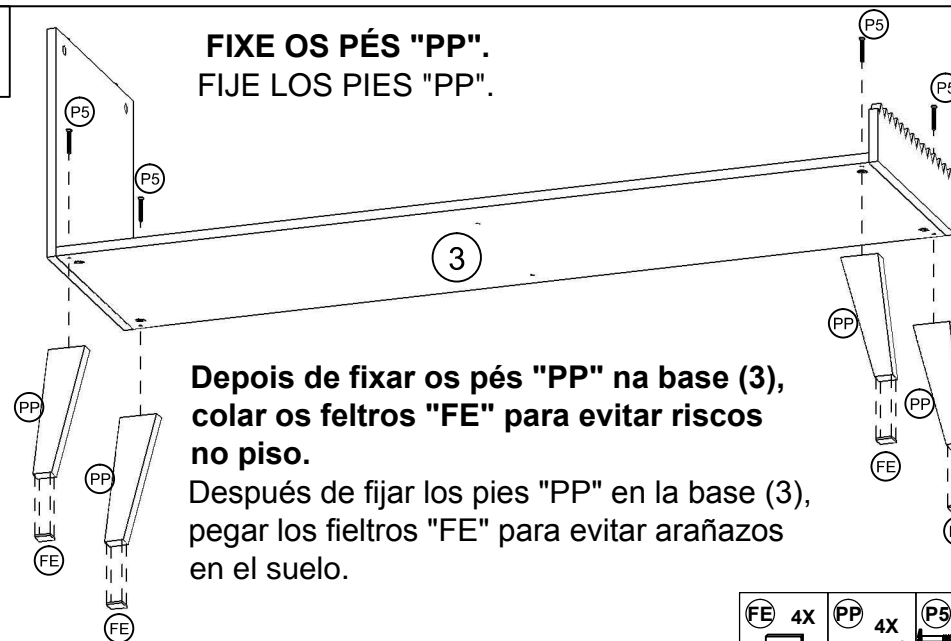 FIXE OS PÉS "PP".
FIJE LOS PIES "PP".
P5
P5
P5
P5
3
PP
PP
PP
PP
Depois de fixar os pés "PP" na base (3),
colar os feltros "FE" para evitar riscos
no piso.
Después de fijar los pies "PP" en la base (3),
pegar los fieltros "FE" para evitar arañazos
en el suelo.
FE
FE
FE
FE 4X PP 4X P5